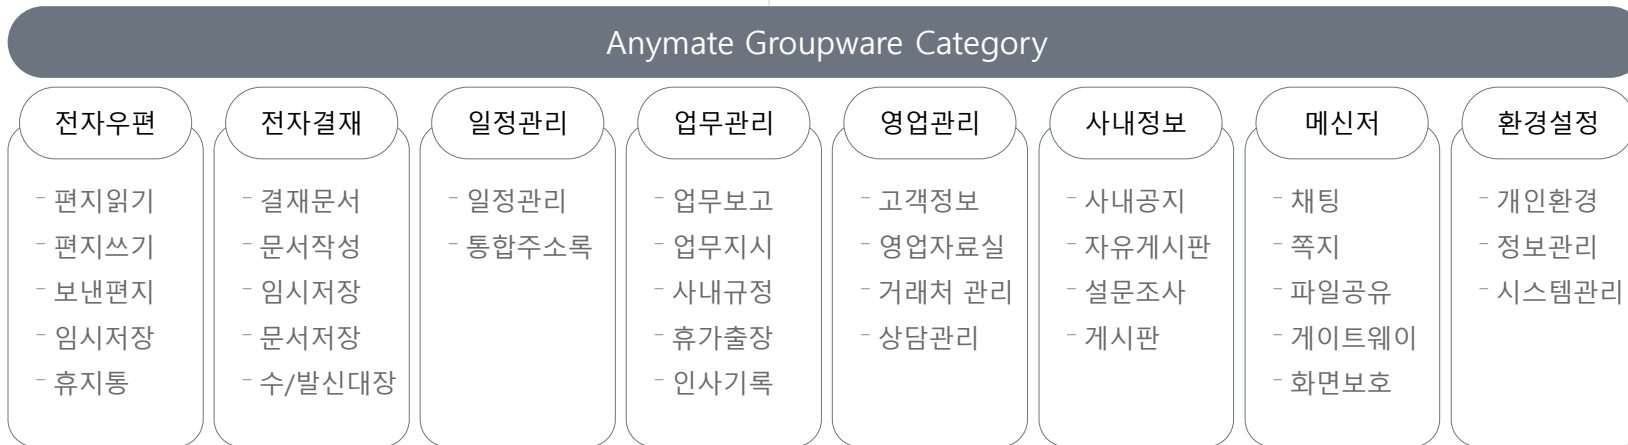 Anymate Groupware Category
전자우편
- 편지읽기
- 편지쓰기
- 보낸편지
- 임시저장
- 휴지통
전자결재
- 결재문서
- 문서작성
- 임시저장
- 문서저장
- 수/발신대장
일정관리
- 일정관리
- 통합주소록
업무관리
- 업무보고
- 업무지시
- 사내규정
- 휴가출장
- 인사기록
영업관리
- 고객정보
- 영업자료실
- 거래처 관리
- 상담관리
사내정보
- 사내공지
- 자유게시판
- 설문조사
- 게시판
메신저
- 채팅
- 쪽지
- 파일공유
- 게이트웨이
- 화면보호
환경설정
- 개인환경
- 정보관리
- 시스템관리